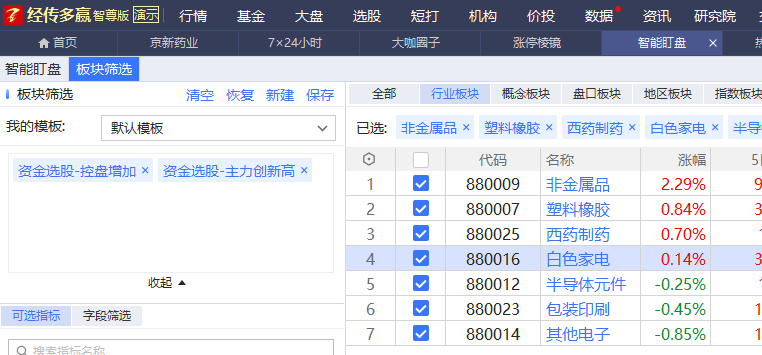 经传多赢 智尊版 演示 行情 基金 大盘 选股 短打 机构 价投 数据 资讯 研究院
首页 京新药业 7×24小时 大咖圈子 涨停棱镜 智能盯盘 ×
智能盯盘 板块筛选
板块筛选 清空 恢复 新建 保存
我的模板: 默认模板
资金选股-控盘增加 × 资金选股-主力创新高 ×
收起
可选指标 字段筛选
搜索指标名称
全部 行业板块 概念板块 盘口板块 地区板块 指数板块
已选: 非金属品 × 塑料橡胶 × 西药制药 × 白色家电 × 半导
代码 名称 涨幅 5
1 880009 非金属品 2.29% 9
2 880007 塑料橡胶 0.84% 3
3 880025 西药制药 0.70% 1
4 880016 白色家电 0.14% 3
5 880012 半导体元件 -0.25% 1
6 880023 包装印刷 -0.45% 1
7 880014 其他电子 -0.85% 1